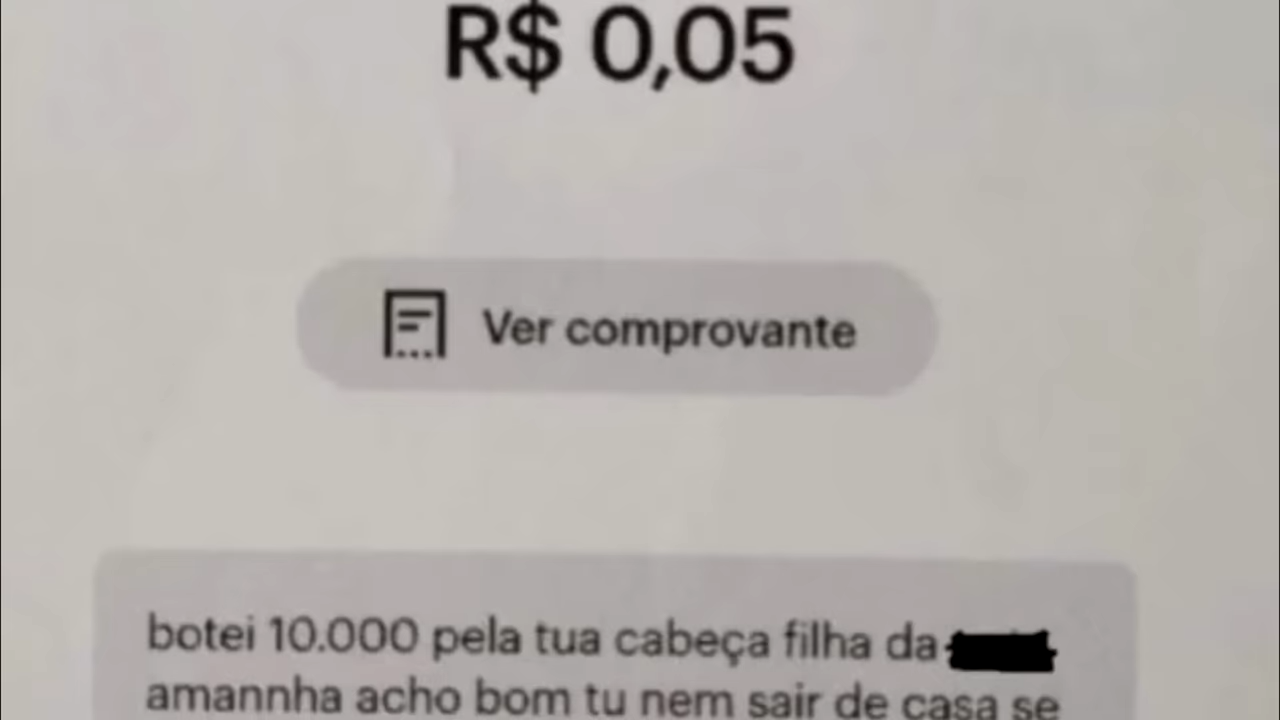 R$ 0,05
Ver comprovante
botei 10.000 pela tua cabeça filha da
amannha acho bom tu nem sair de casa se